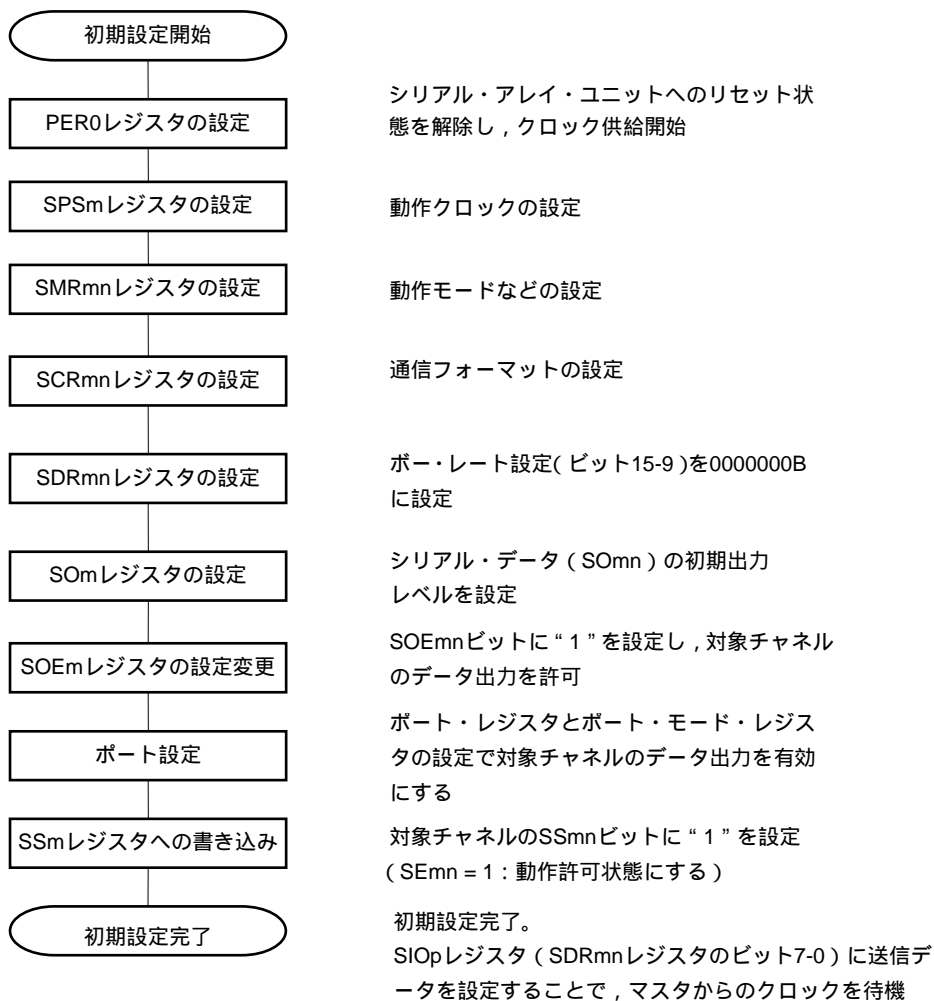 初期設定開始
PER0レジスタの設定
シリアル・アレイ・ユニットへのリセット状
態を解除し，クロック供給開始
SPSmレジスタの設定
動作クロックの設定
SMRmnレジスタの設定
動作モードなどの設定
SCRmnレジスタの設定
通信フォーマットの設定
SDRmnレジスタの設定
ボー・レート設定（ビット15-9）を0000000B
に設定
SOmレジスタの設定
シリアル・データ（SOmn）の初期出力
レベルを設定
SOEmレジスタの設定変更
SOEmnビットに“1”を設定し，対象チャネル
のデータ出力を許可
ポート設定
ポート・レジスタとポート・モード・レジス
タの設定で対象チャネルのデータ出力を有効
にする
SSmレジスタへの書き込み
対象チャネルのSSmnビットに“1”を設定
（SEmn = 1：動作許可状態にする）
初期設定完了
初期設定完了。
SIOpレジスタ（SDRmnレジスタのビット7-0）に送信デ
ータを設定することで，マスタからのクロックを待機